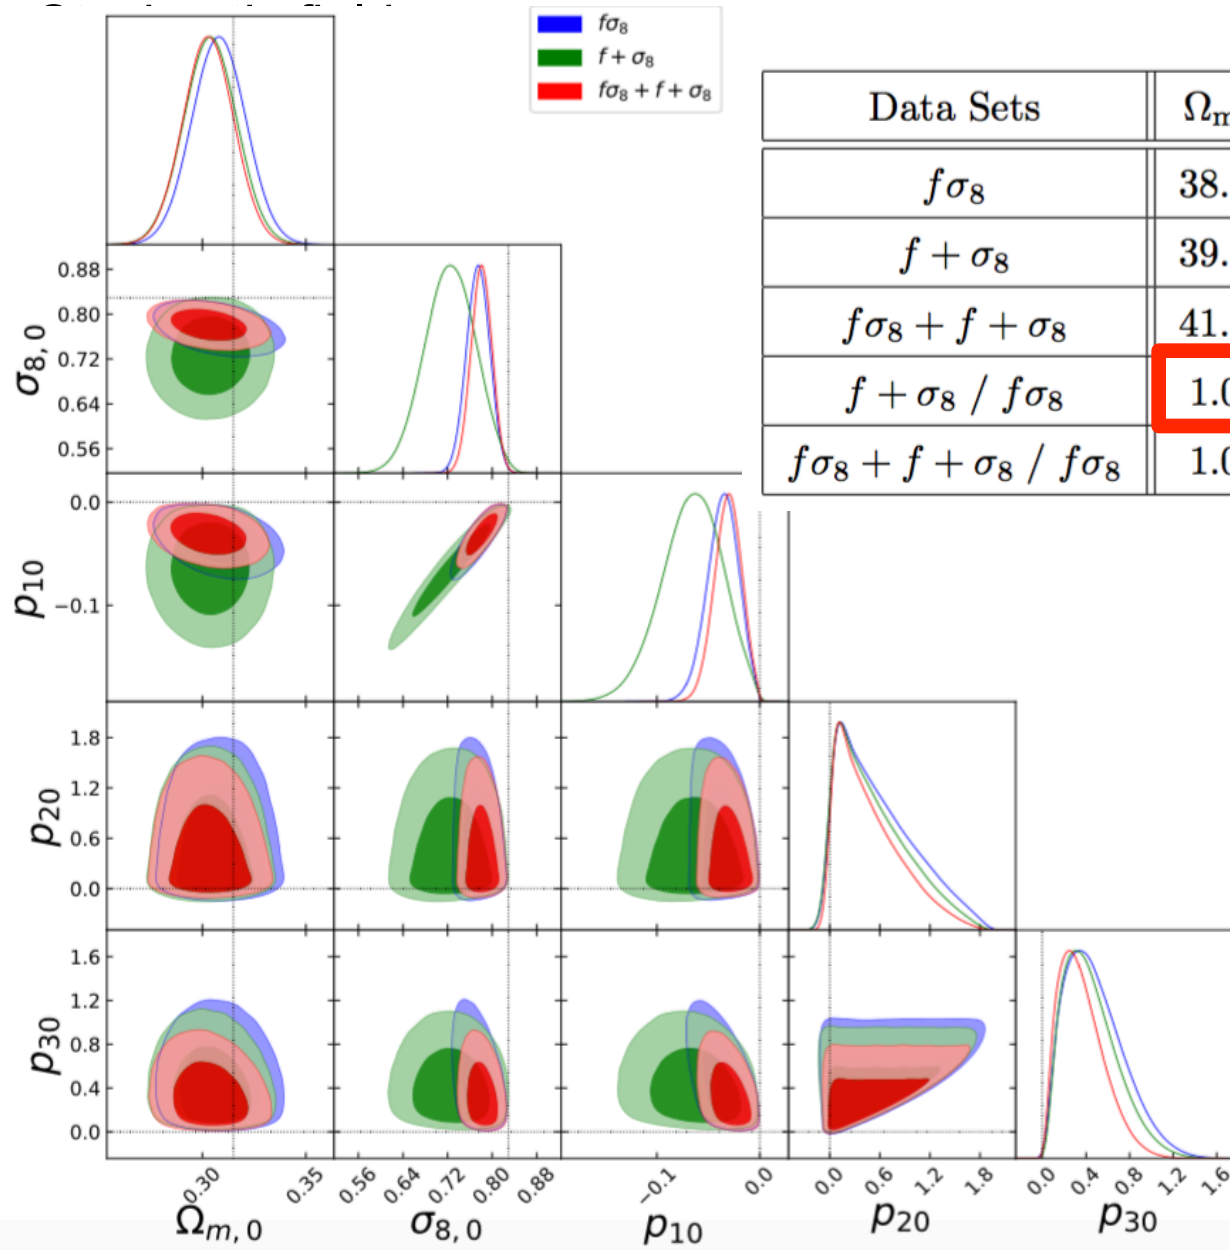 fσ₈
f + σ₈
fσ₈ + f + σ₈
Data Sets Ωₘ
fσ₈ 38.
f + σ₈ 39.
fσ₈ + f + σ₈ 41.
f + σ₈ / fσ₈ 1.0
fσ₈ + f + σ₈ / fσ₈ 1.0
0.88
0.80
0.72
0.64
0.56
σ₈, ₀
0.0
−0.1
p₁₀
1.8
1.2
0.6
0.0
p₂₀
1.6
1.2
0.8
0.4
0.0
p₃₀
0.30 0.35 0.56 0.64 0.72 0.80 0.88 −0.1 0.0 0.0 0.6 1.2 1.8 0.0 0.4 0.8 1.2 1.6
Ωₘ, ₀ σ₈, ₀ p₁₀ p₂₀ p₃₀